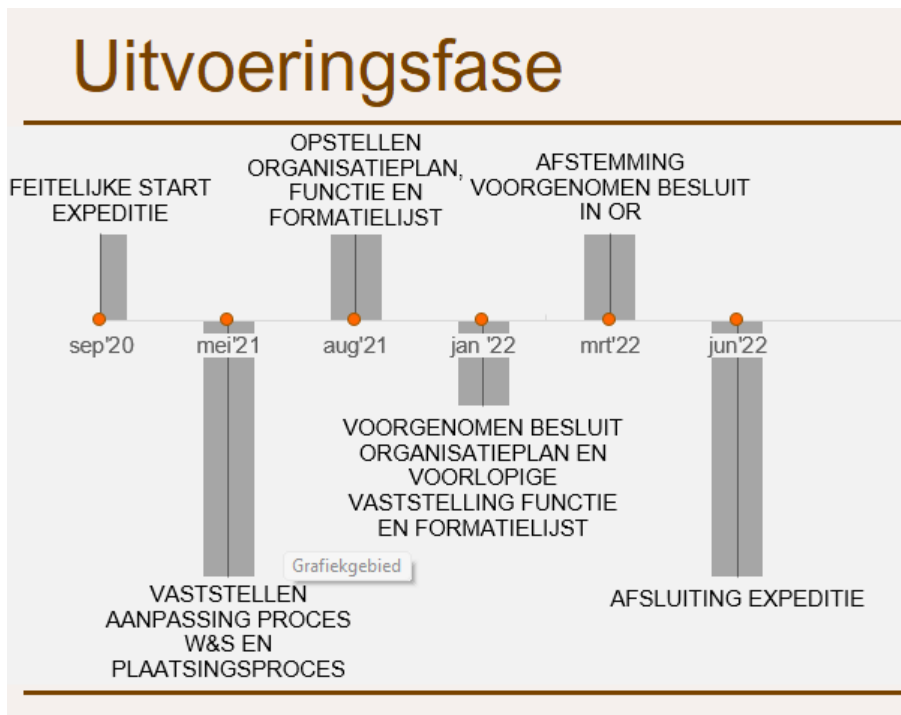 Uitvoeringsfase
FEITELIJKE START
EXPEDITIE
OPSTELLEN
ORGANISATIEPLAN,
FUNCTIE EN
FORMATIELIJST
AFSTEMMING
VOORGENOMEN BESLUIT
IN OR
sep'20
mei'21
aug'21
jan '22
mrt'22
jun'22
VOORGENOMEN BESLUIT
ORGANISATIEPLAN EN
VOORLOPIGE
VASTSTELLING FUNCTIE
EN FORMATIELIJST
Grafiekgebied
VASTSTELLEN
AANPASSING PROCES
W&S EN
PLAATSINGSPROCES
AFSLUITING EXPEDITIE